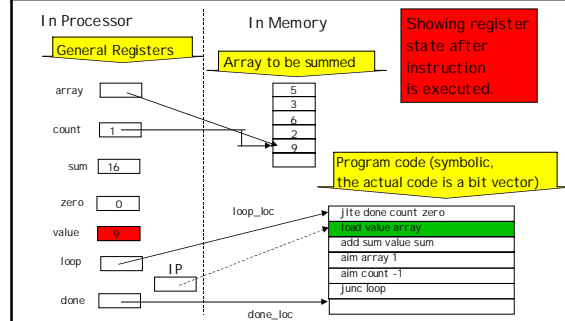 In Processor
In Memory
Showing register
state after
instruction
is executed.
General Registers
Array to be summed
array
5
3
6
2
9
count
1
sum
16
zero
0
value
9
loop
IP
done
Program code (symbolic,
the actual code is a bit vector)
loop_loc
jlte done count zero
load value array
add sum value sum
aim array 1
aim count -1
junc loop
done_loc